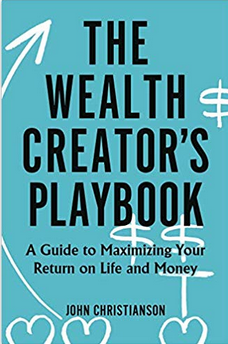 THE
WEALTH
CREATOR'S
PLAYBOOK
A Guide to Maximizing Your
Return on Life and Money
JOHN CHRISTIANSON